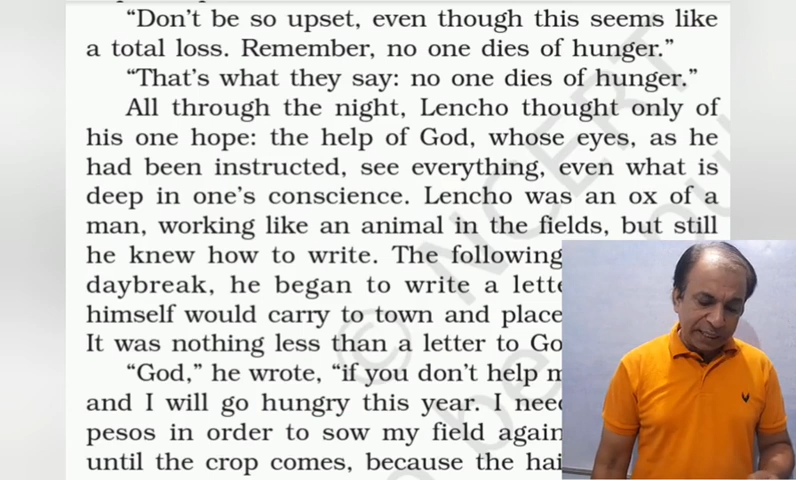 “Don’t be so upset, even though this seems like
a total loss. Remember, no one dies of hunger.”
“That’s what they say: no one dies of hunger.”
All through the night, Lencho thought only of
his one hope: the help of God, whose eyes, as he
had been instructed, see everything, even what is
deep in one’s conscience. Lencho was an ox of a
man, working like an animal in the fields, but still
he knew how to write. The following
daybreak, he began to write a
himself would carry to town and place
It was nothing less than a letter to
“God,” he wrote, “if you don’t help
and I will go hungry this year. I
pesos in order to sow my field
until the crop comes, because the
© NCERT